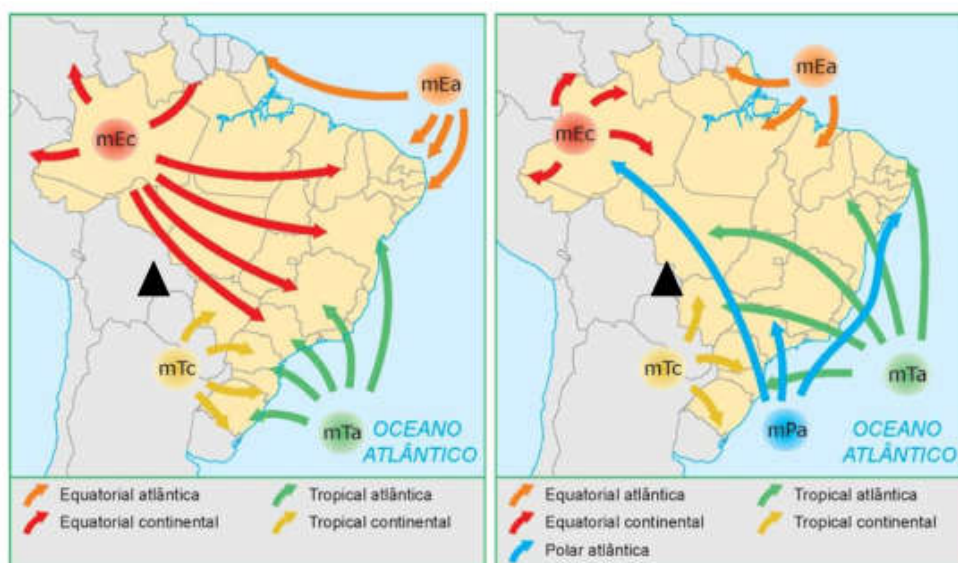 mEa
mEc
mTc
mTa
OCEANO
ATLÂNTICO
Equatorial atlântica
Tropical atlântica
Equatorial continental
Tropical continental
mEa
mEc
mTc
mTa
mPa
OCEANO
ATLÂNTICO
Equatorial atlântica
Tropical atlântica
Equatorial continental
Tropical continental
Polar atlântica